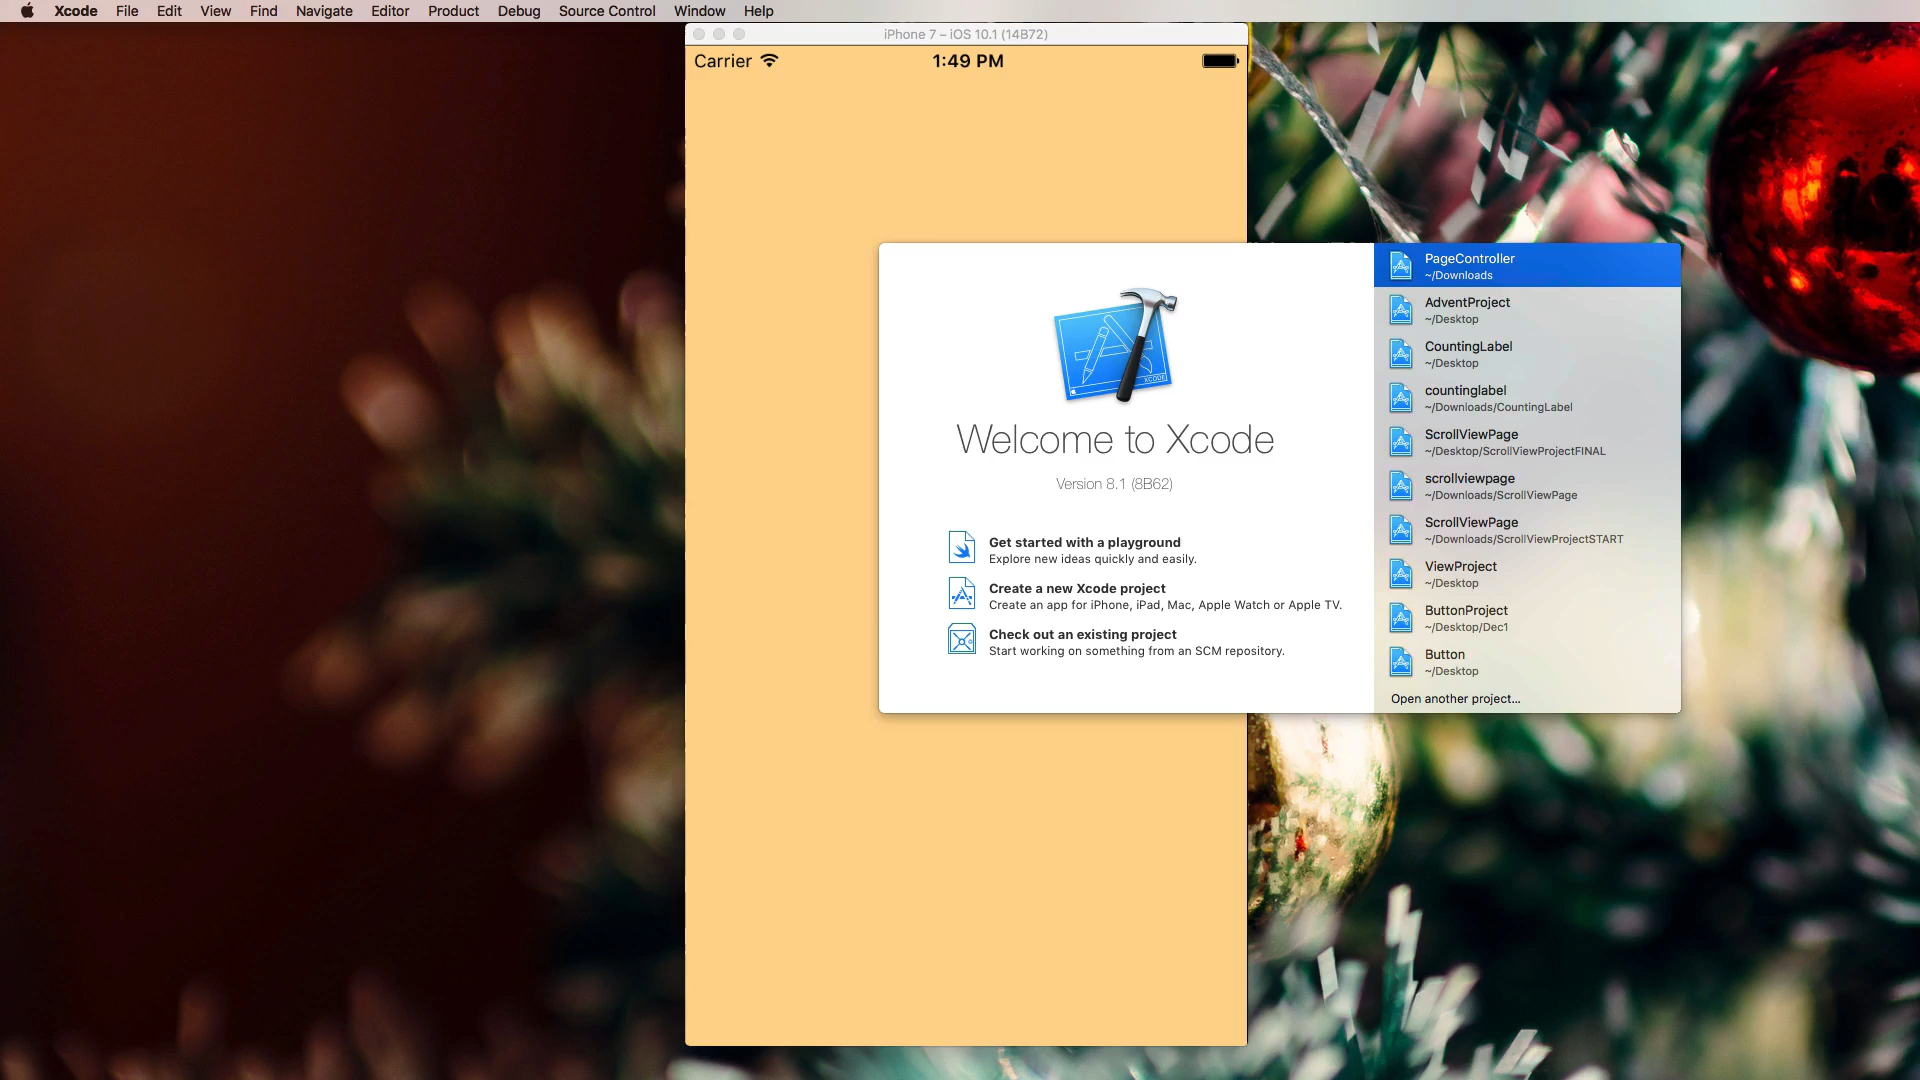 Xcode File Edit View Find Navigate Editor Product Debug Source Control Window Help
iPhone 7 – iOS 10.1 (14B72)
Carrier 1:49 PM
XCODE
Welcome to Xcode
Version 8.1 (8B62)
Get started with a playground
Explore new ideas quickly and easily.
Create a new Xcode project
Create an app for iPhone, iPad, Mac, Apple Watch or Apple TV.
Check out an existing project
Start working on something from an SCM repository.
PageController
~/Downloads
AdventProject
~/Desktop
CountingLabel
~/Desktop
countinglabel
~/Downloads/CountingLabel
ScrollViewPage
~/Desktop/ScrollViewProjectFINAL
scrollviewpage
~/Downloads/ScrollViewPage
ScrollViewPage
~/Downloads/ScrollViewProjectSTART
ViewProject
~/Desktop
ButtonProject
~/Desktop/Dec1
Button
~/Desktop
Open another project...